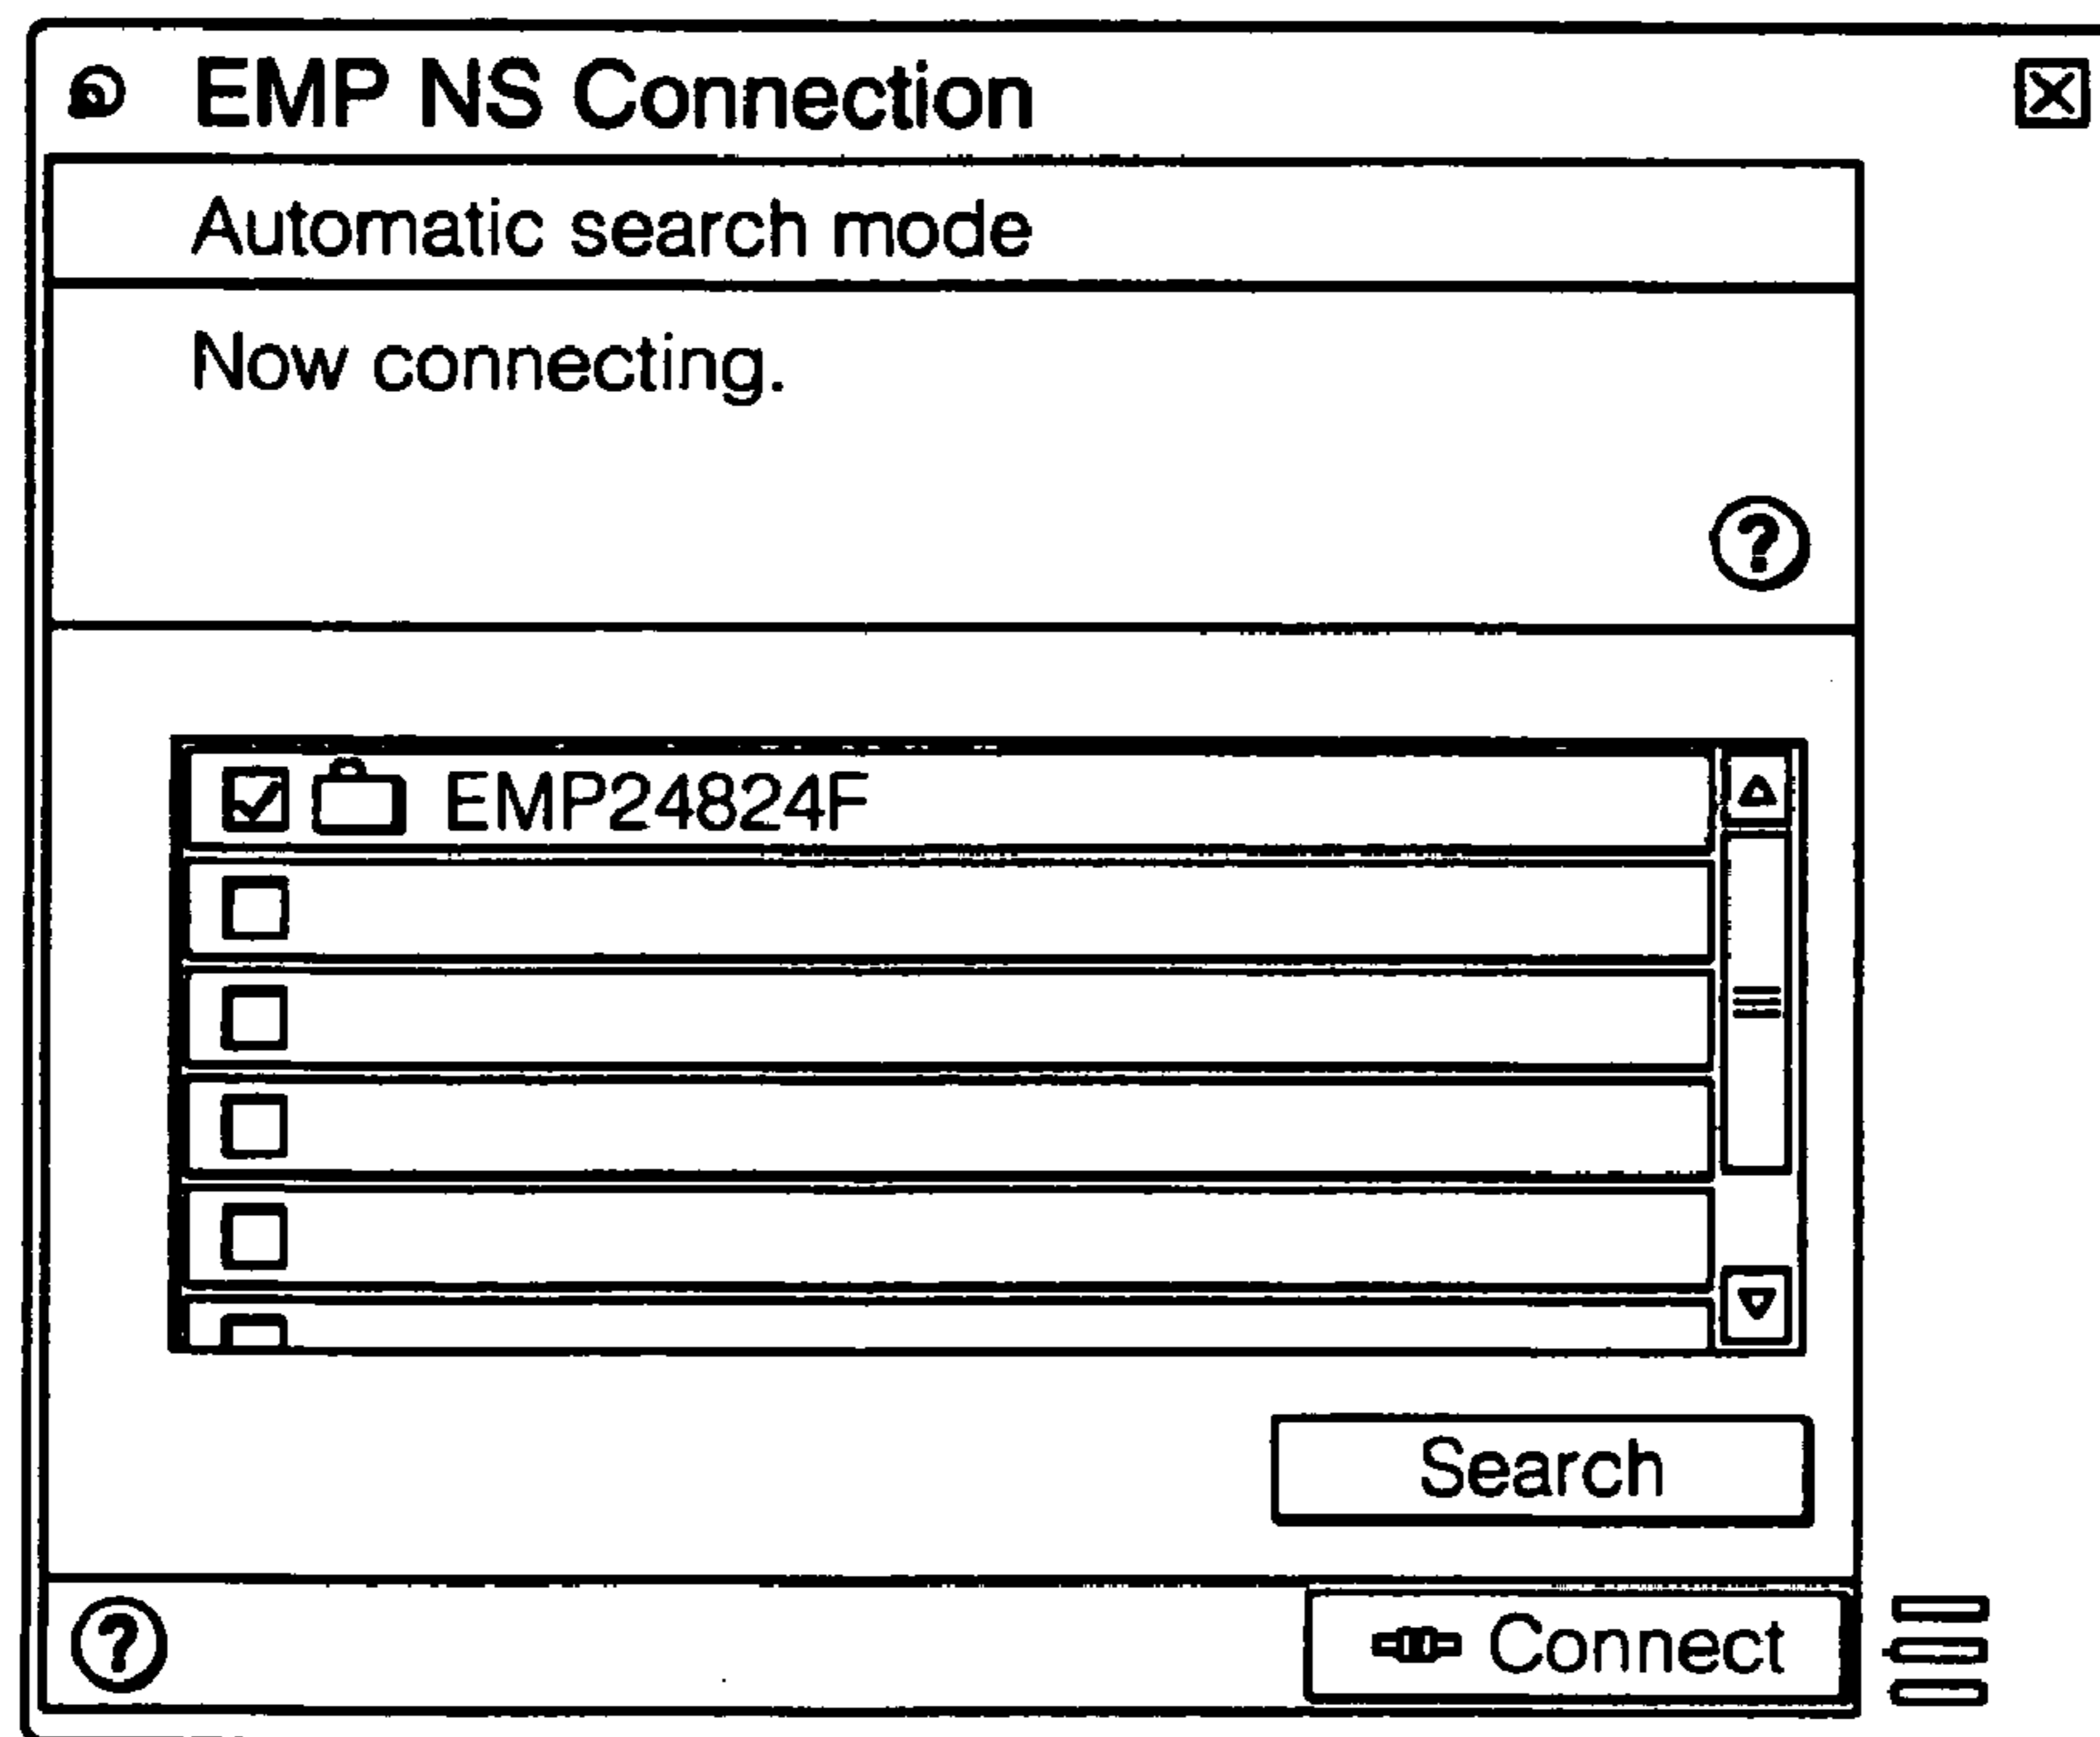 EMP NS Connection
Automatic search mode
Now connecting.
?
EMP24824F
Search
?
Connect